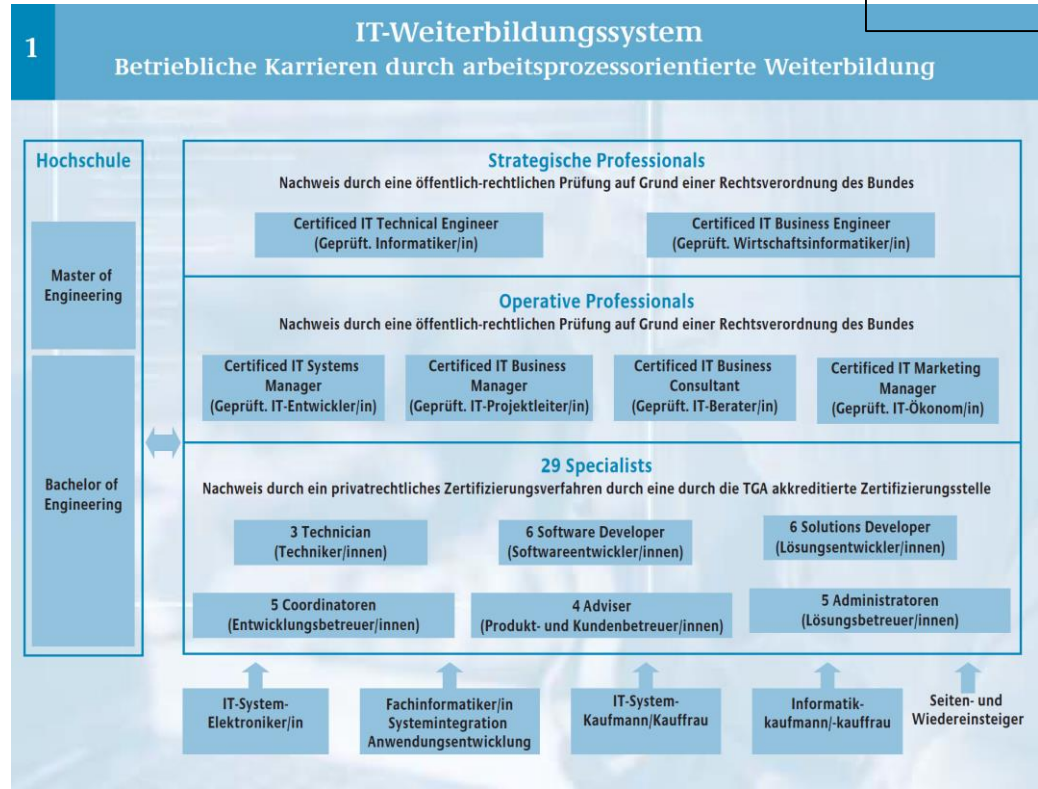 1
IT-Weiterbildungssystem
Betriebliche Karrieren durch arbeitsprozessorientierte Weiterbildung
Hochschule
Master of
Engineering
Bachelor of
Engineering
Strategische Professionals
Nachweis durch eine öffentlich-rechtlichen Prüfung auf Grund einer Rechtsverordnung des Bundes
Certificed IT Technical Engineer
(Geprüft. Informatiker/in)
Certificed IT Business Engineer
(Geprüft. Wirtschaftsinformatiker/in)
Operative Professionals
Nachweis durch eine öffentlich-rechtlichen Prüfung auf Grund einer Rechtsverordnung des Bundes
Certificed IT Systems
Manager
(Geprüft. IT-Entwickler/in)
Certificed IT Business
Manager
(Geprüft. IT-Projektleiter/in)
Certificed IT Business
Consultant
(Geprüft. IT-Berater/in)
Certificed IT Marketing
Manager
(Geprüft. IT-Ökonom/in)
29 Specialists
Nachweis durch ein privatrechtliches Zertifizierungsverfahren durch eine durch die TGA akkreditierte Zertifizierungsstelle
3 Technician
(Techniker/innen)
6 Software Developer
(Softwareentwickler/innen)
6 Solutions Developer
(Lösungsentwickler/innen)
5 Coordinatoren
(Entwicklungsbetreuer/innen)
4 Adviser
(Produkt- und Kundenbetreuer/innen)
5 Administratoren
(Lösungsbetreuer/innen)
IT-System-
Elektroniker/in
Fachinformatiker/in
Systemintegration
Anwendungsentwicklung
IT-System-
Kaufmann/Kauffrau
Informatik-
kaufmann/-kauffrau
Seiten- und
Wiedereinsteiger